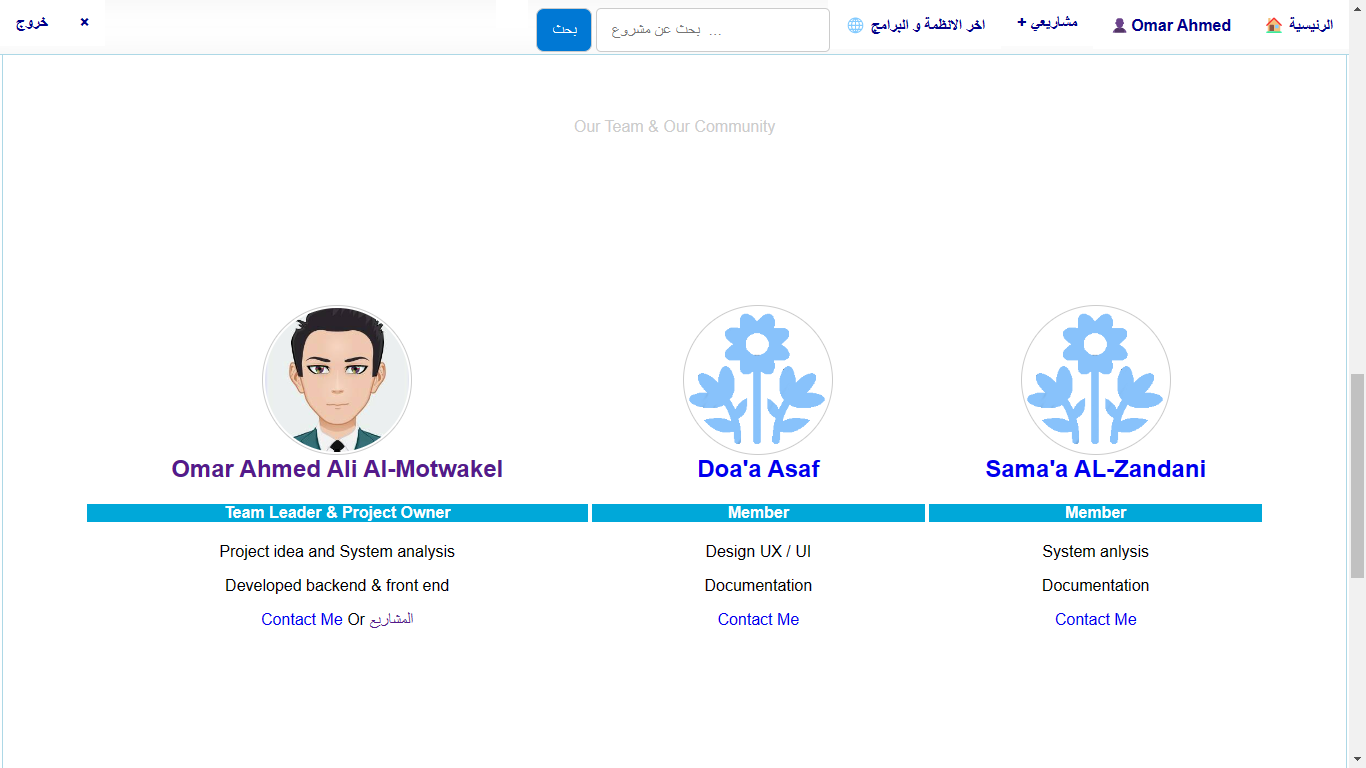 الرئيسية
Omar Ahmed
مشاريعي +
اخر الانظمة و البرامج
بحث عن مشروع ...
بحث
×
خروج
Our Team & Our Community
Omar Ahmed Ali Al-Motwakel
Team Leader & Project Owner
Project idea and System analysis
Developed backend & front end
Contact Me Or المشاريع
Doa'a Asaf
Member
Design UX / UI
Documentation
Contact Me
Sama'a AL-Zandani
Member
System anlysis
Documentation
Contact Me